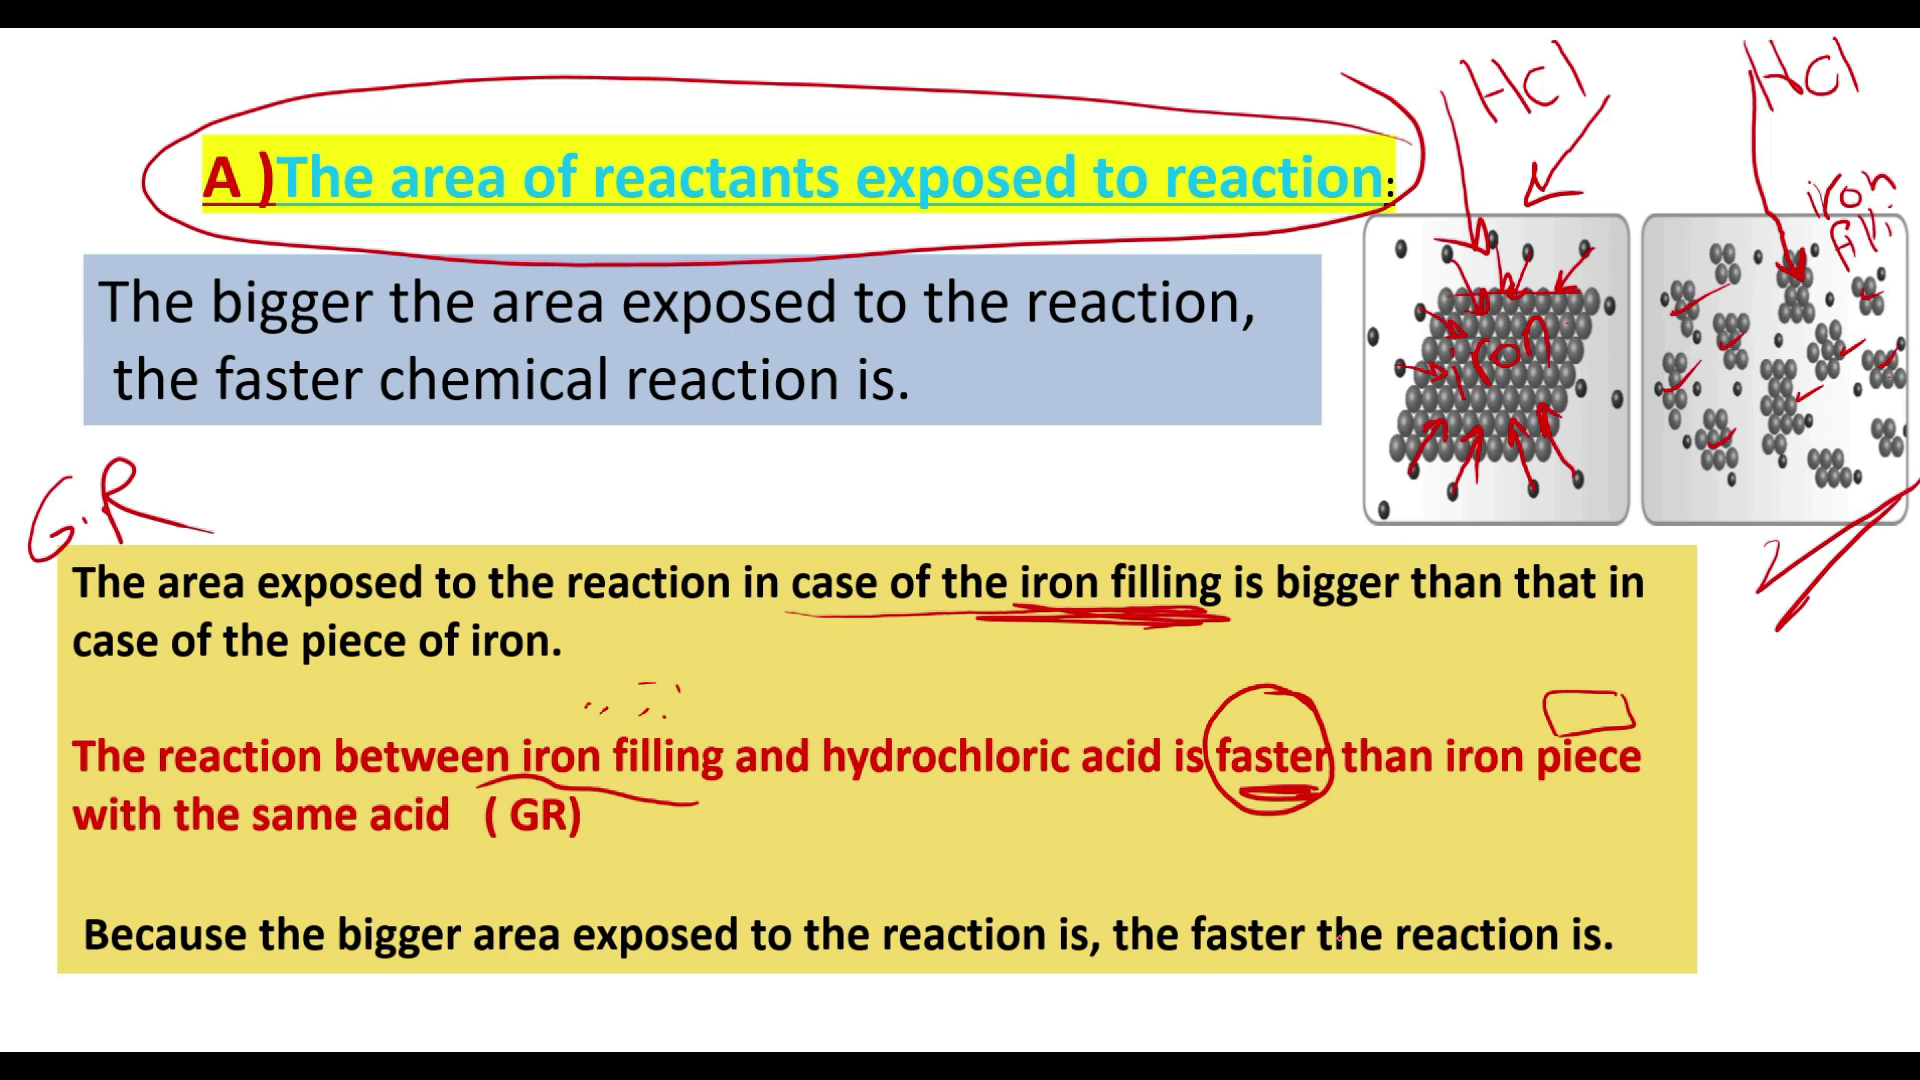 HCl
HCl
A )The area of reactants exposed to reaction:
iron
fili
The bigger the area exposed to the reaction,
the faster chemical reaction is.
iron
G.R
The area exposed to the reaction in case of the iron filling is bigger than that in
case of the piece of iron.
The reaction between iron filling and hydrochloric acid is faster than iron piece
with the same acid ( GR)
Because the bigger area exposed to the reaction is, the faster the reaction is.